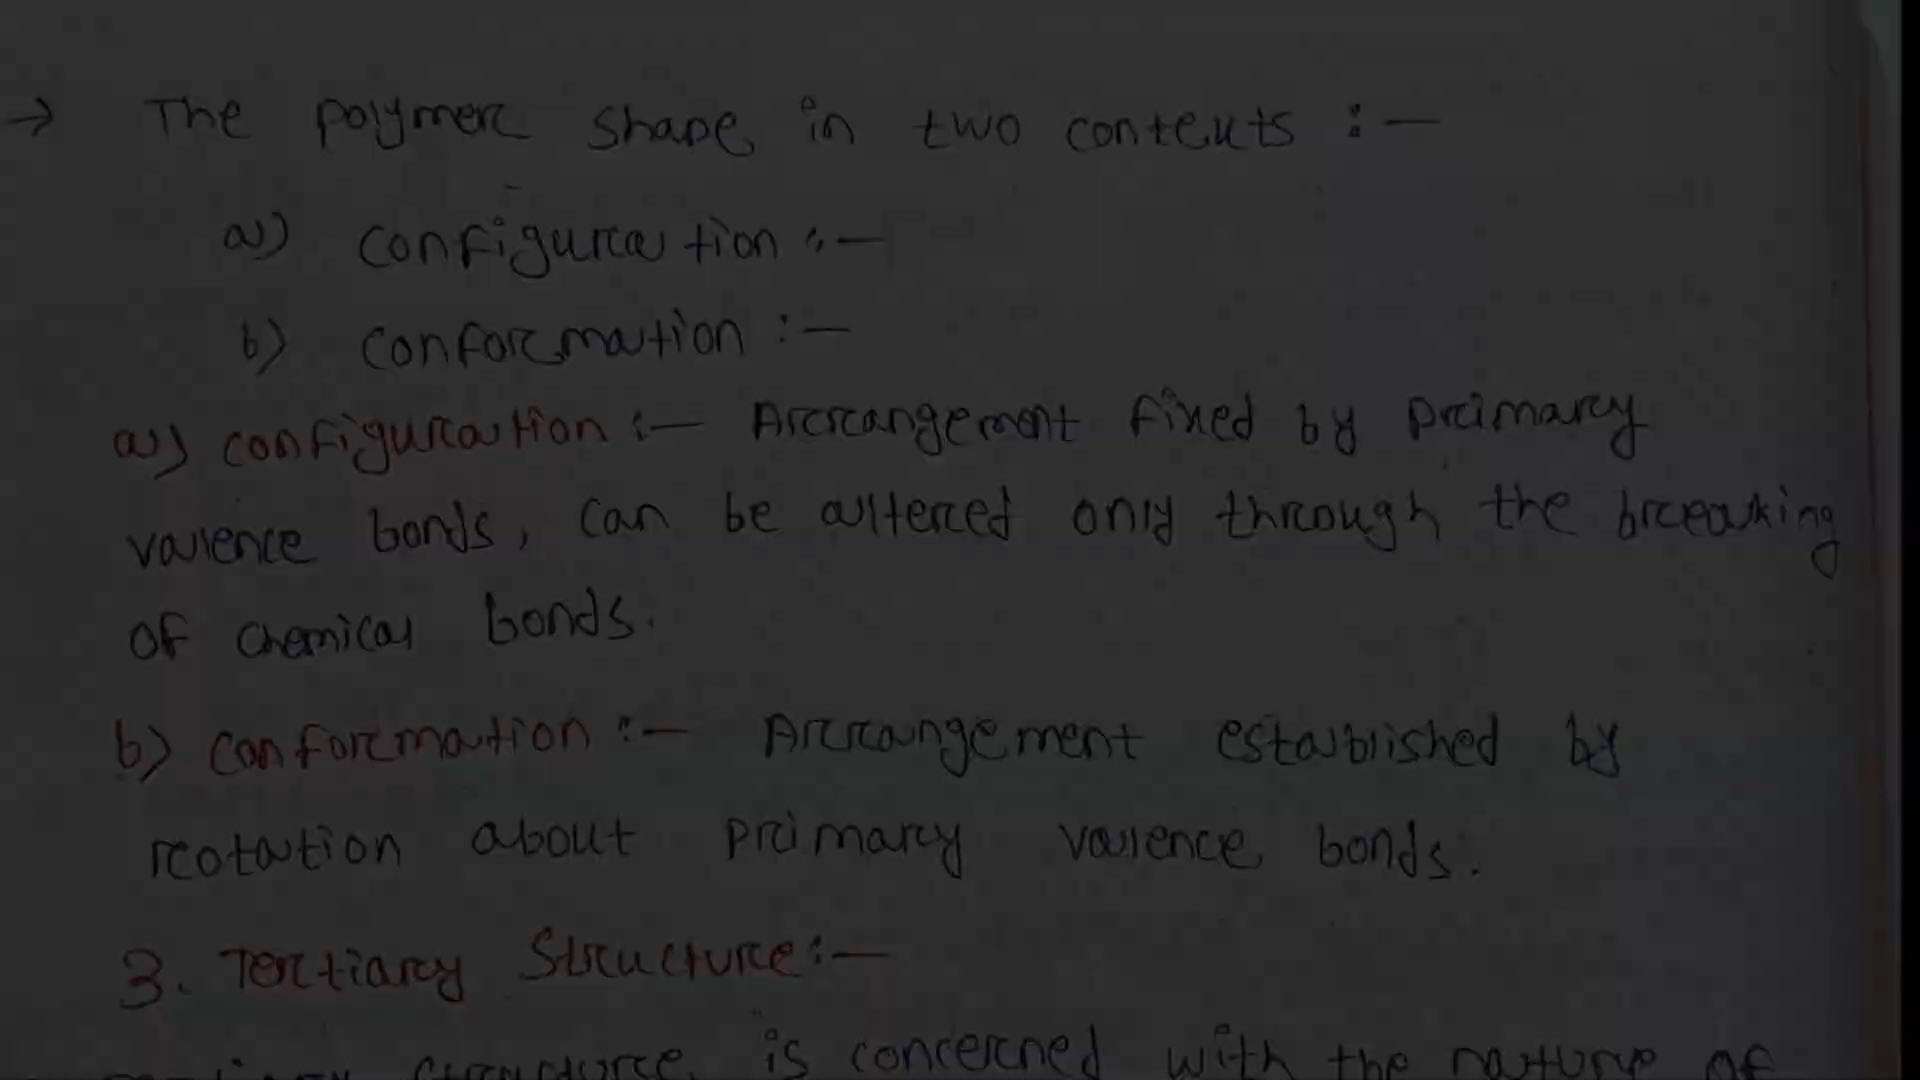 → The polymer shape in two contexts :-
a) configuration :-
b) conformation :-
a) configuration :- Arrangement fixed by primary
valence bonds, can be altered only through the breaking
of chemical bonds.
b) conformation :- Arrangement established by
rotation about primary valence bonds.
3. Tertiary Structure :-
structure is concerned with the nature of